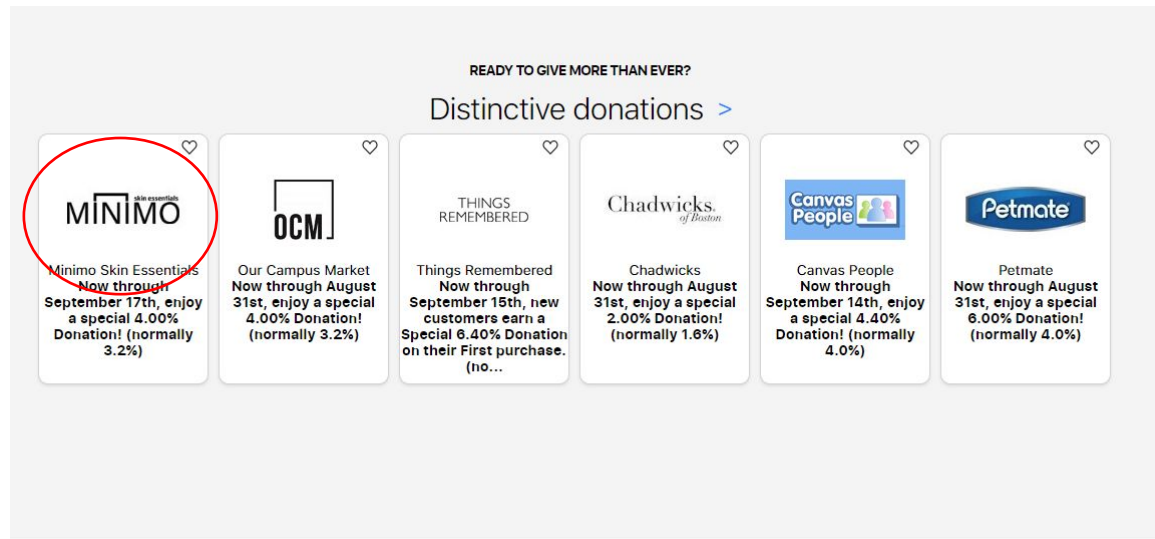 READY TO GIVE MORE THAN EVER?
Distinctive donations >
MINIMO skin essentials
Minimo Skin Essentials
Now through
September 17th, enjoy
a special 4.00%
Donation! (normally
3.2%)
OCM
Our Campus Market
Now through August
31st, enjoy a special
4.00% Donation!
(normally 3.2%)
THINGS
REMEMBERED
Things Remembered
Now through
September 15th, new
customers earn a
Special 6.40% Donation
on their First purchase.
(no...
Chadwicks.
of Boston
Chadwicks
Now through August
31st, enjoy a special
2.00% Donation!
(normally 1.6%)
Canvas
People
Canvas People
Now through
September 14th, enjoy
a special 4.40%
Donation! (normally
4.0%)
Petmate
Petmate
Now through August
31st, enjoy a special
6.00% Donation!
(normally 4.0%)